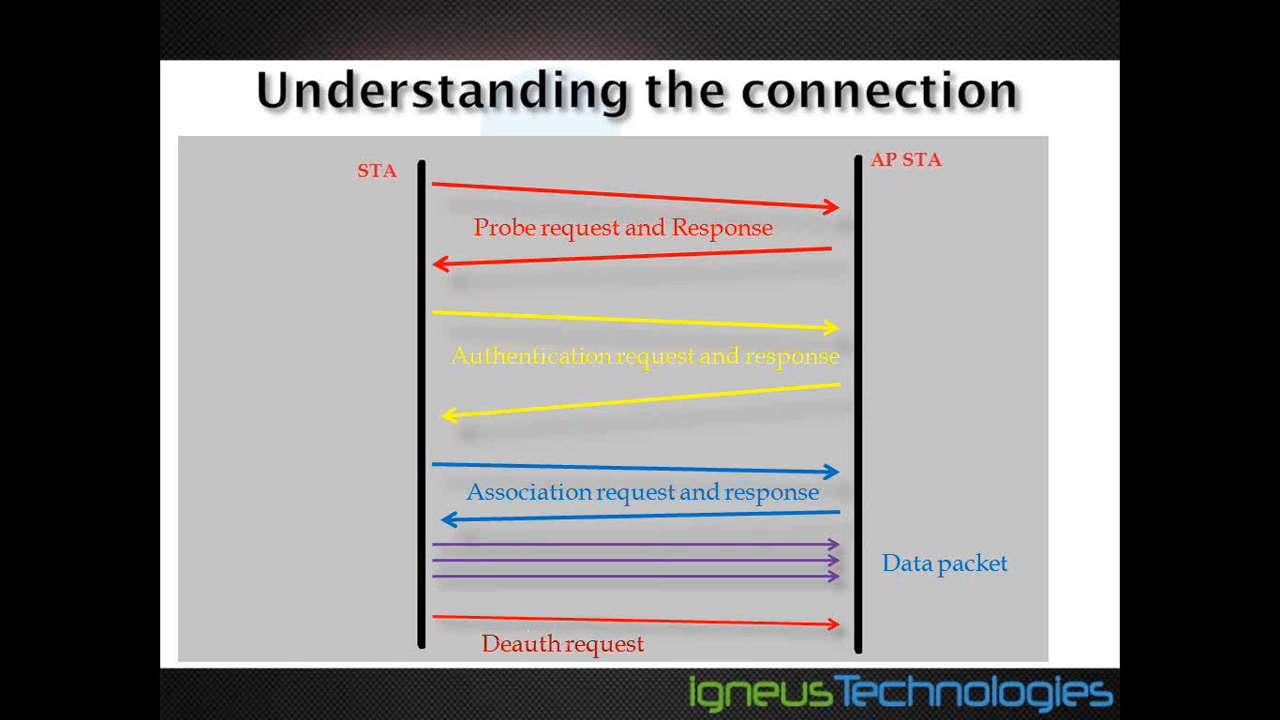 Understanding the connection
STA
AP STA
Probe request and Response
Authentication request and response
Association request and response
Data packet
Deauth request
igneusTechnologies